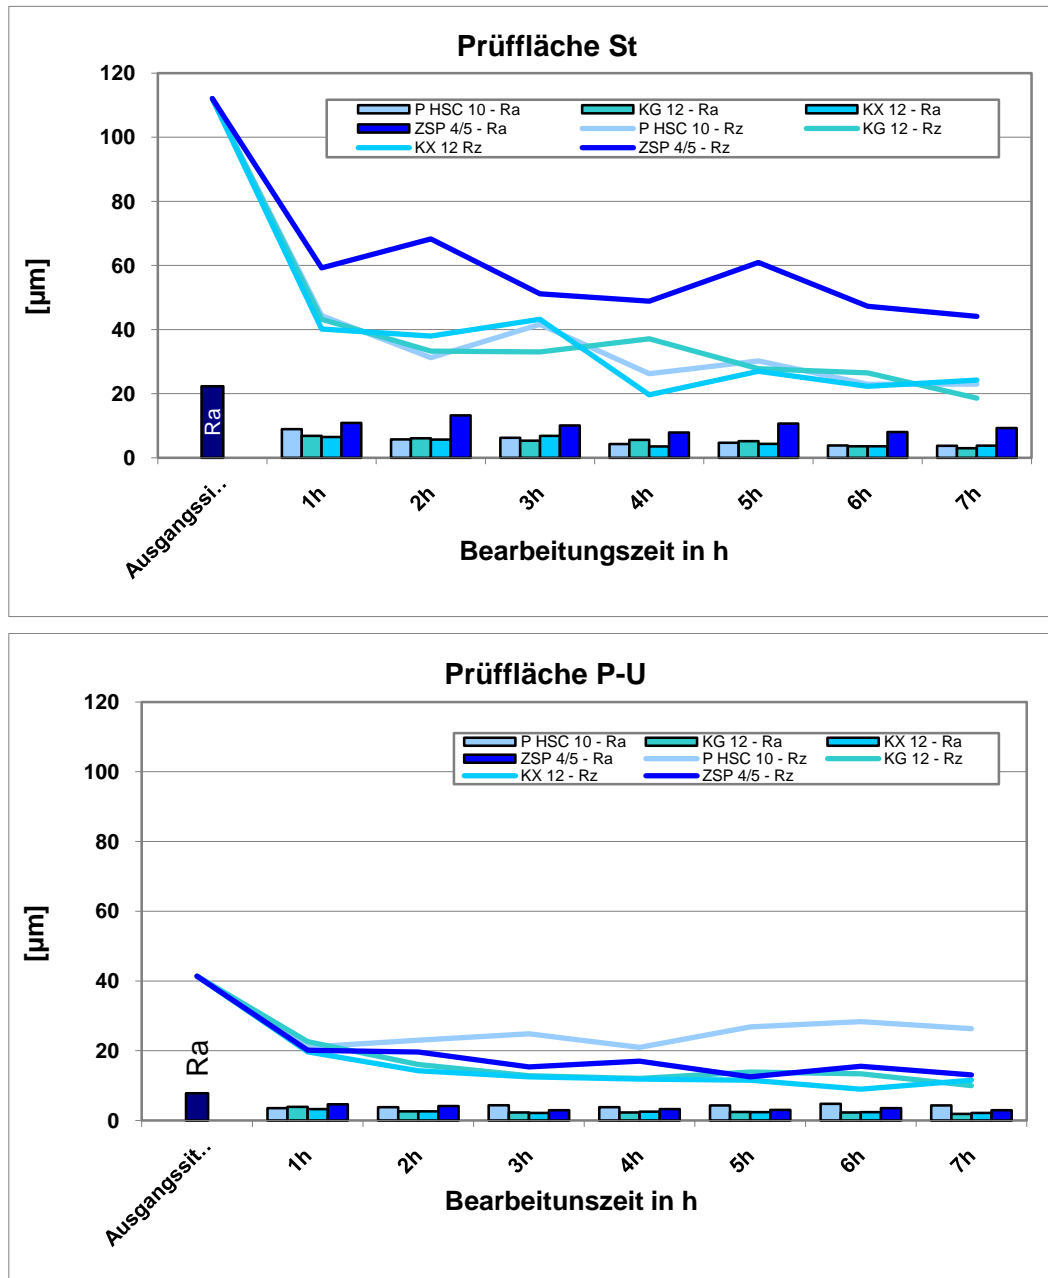 Prüffläche St
120
100
80
60
40
20
0
[µm]
P HSC 10 - Ra KG 12 - Ra KX 12 - Ra
ZSP 4/5 - Ra P HSC 10 - Rz KG 12 - Rz
KX 12 Rz ZSP 4/5 - Rz
Ra
Ausgangssi.. 1h 2h 3h 4h 5h 6h 7h
Bearbeitungszeit in h
Prüffläche P-U
120
100
80
60
40
20
0
[µm]
P HSC 10 - Ra KG 12 - Ra KX 12 - Ra
ZSP 4/5 - Ra P HSC 10 - Rz KG 12 - Rz
KX 12 - Rz ZSP 4/5 - Rz
Ra
Ausgangssit.. 1h 2h 3h 4h 5h 6h 7h
Bearbeitunszeit in h